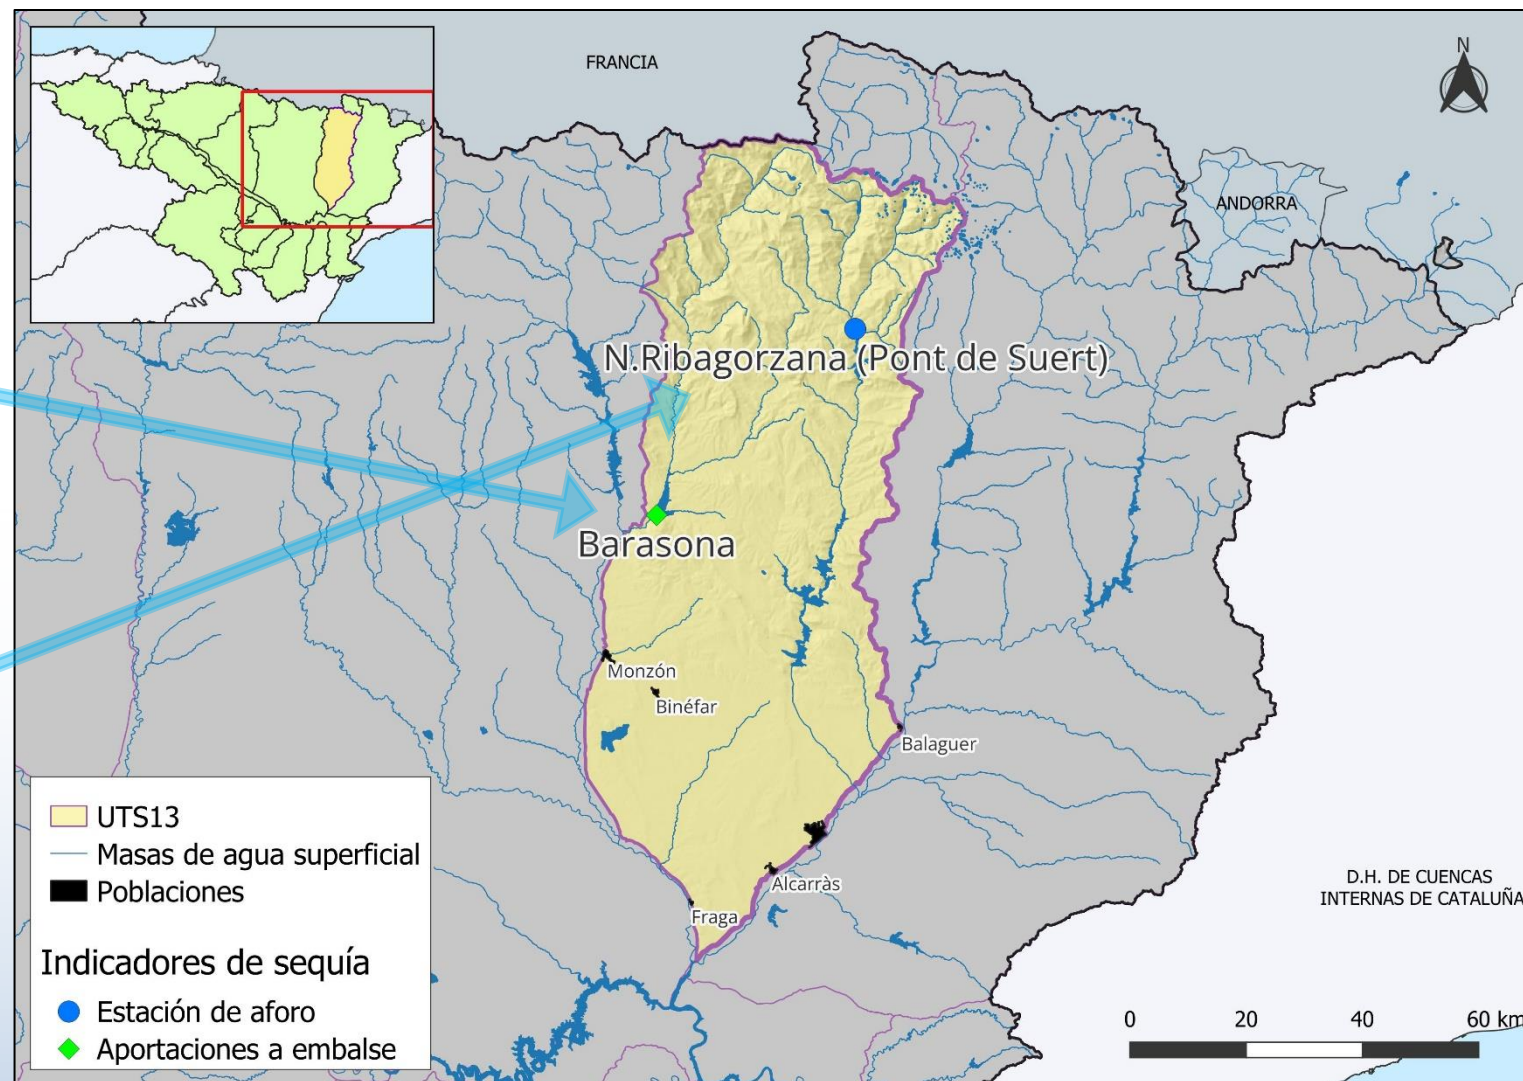 N
FRANCIA
ANDORRA
N.Ribagorzana (Pont de Suert)
Barasona
Monzón
Binéfar
Balaguer
Alcarràs
Fraga
D.H. DE CUENCAS
INTERNAS DE CATALUÑA
UTS13
Masas de agua superficial
Poblaciones
Indicadores de sequía
Estación de aforo
Aportaciones a embalse
0 20 40 60 km